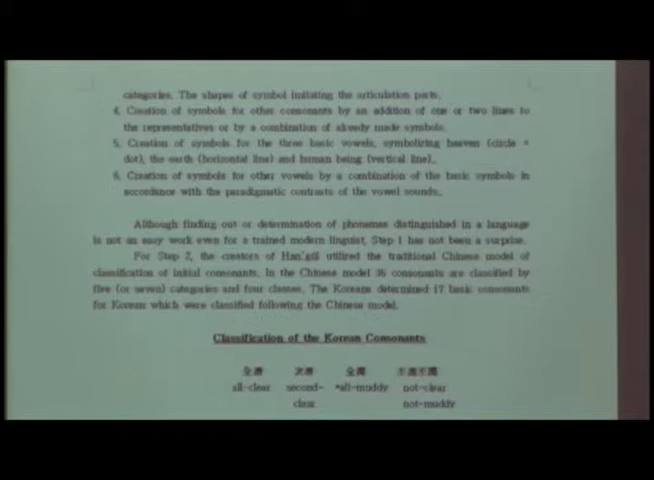 categories. The shapes of symbol imitating the articulation parts.
4. Creation of symbols for other consonants by an addition of one or two lines to
the representatives or by a combination of already made symbols.
5. Creation of symbols for the three basic vowels, symbolizing heaven (circle =
dot), the earth (horizontal line) and human being (vertical line).
6. Creation of symbols for other vowels by a combination of the basic symbols in
accordance with the paradigmatic contrasts of the vowel sounds.
Although finding out or determination of phonemes distinguished in a language
is not an easy work even for a trained modern linguist, Step 1 has not been a surprise.
For Step 2, the creators of Han'gŭl utilized the traditional Chinese model of
classification of initial consonants. In the Chinese model 36 consonants are classified by
five (or seven) categories and four classes. The Koreans determined 17 basic consonants
for Korean which were classified following the Chinese model.
Classification of the Korean Consonants
全淸 次淸 全濁 不淸不濁
all-clear second- *all-muddy not-clear
clear not-muddy